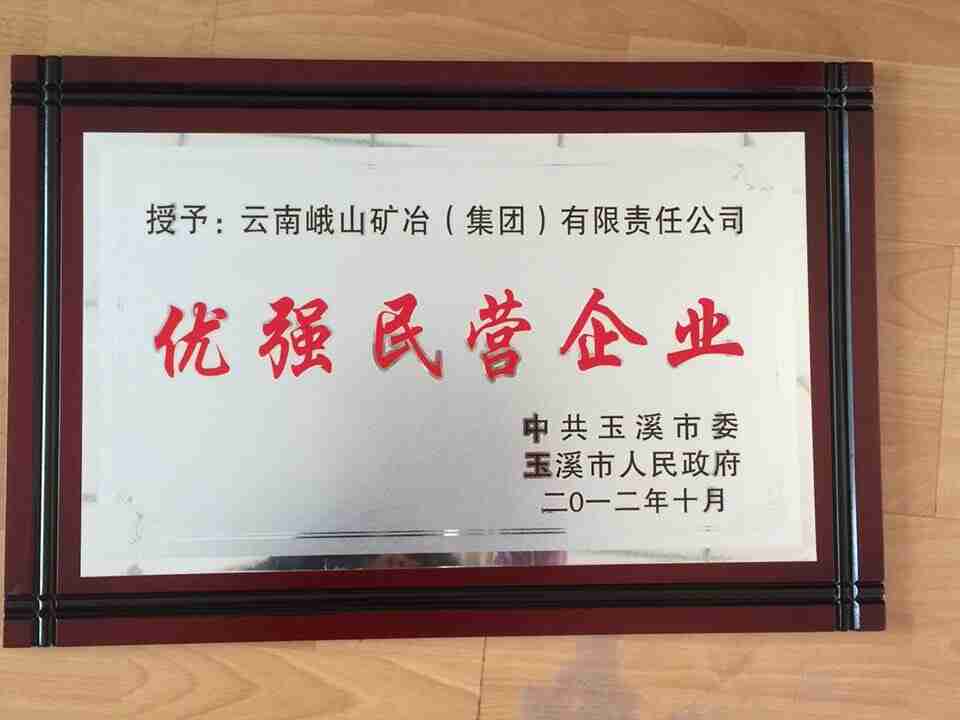 授予：云南峨山矿冶（集团）有限责任公司
优强民营企业
中共玉溪市委
玉溪市人民政府
二0一二年十月